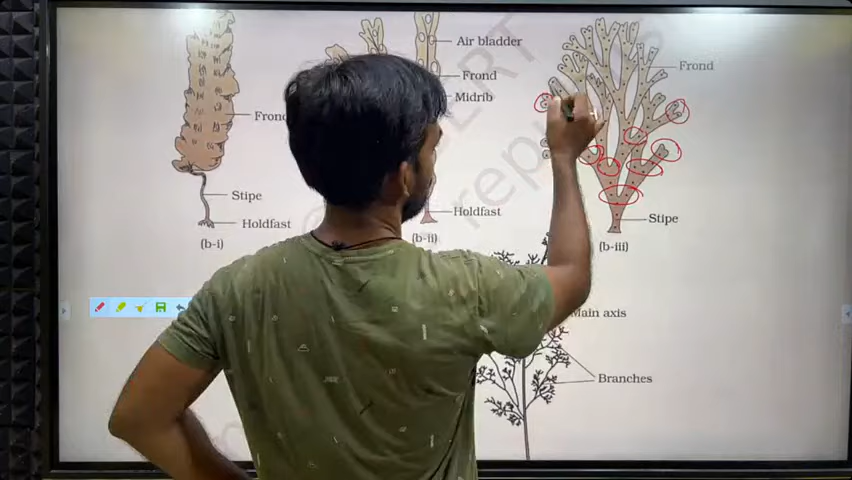 Air bladder
Frond
Frond
Midrib
Frond
Stipe
Holdfast
Holdfast
Stipe
(b-i)
(b-ii)
(b-iii)
Main axis
Branches